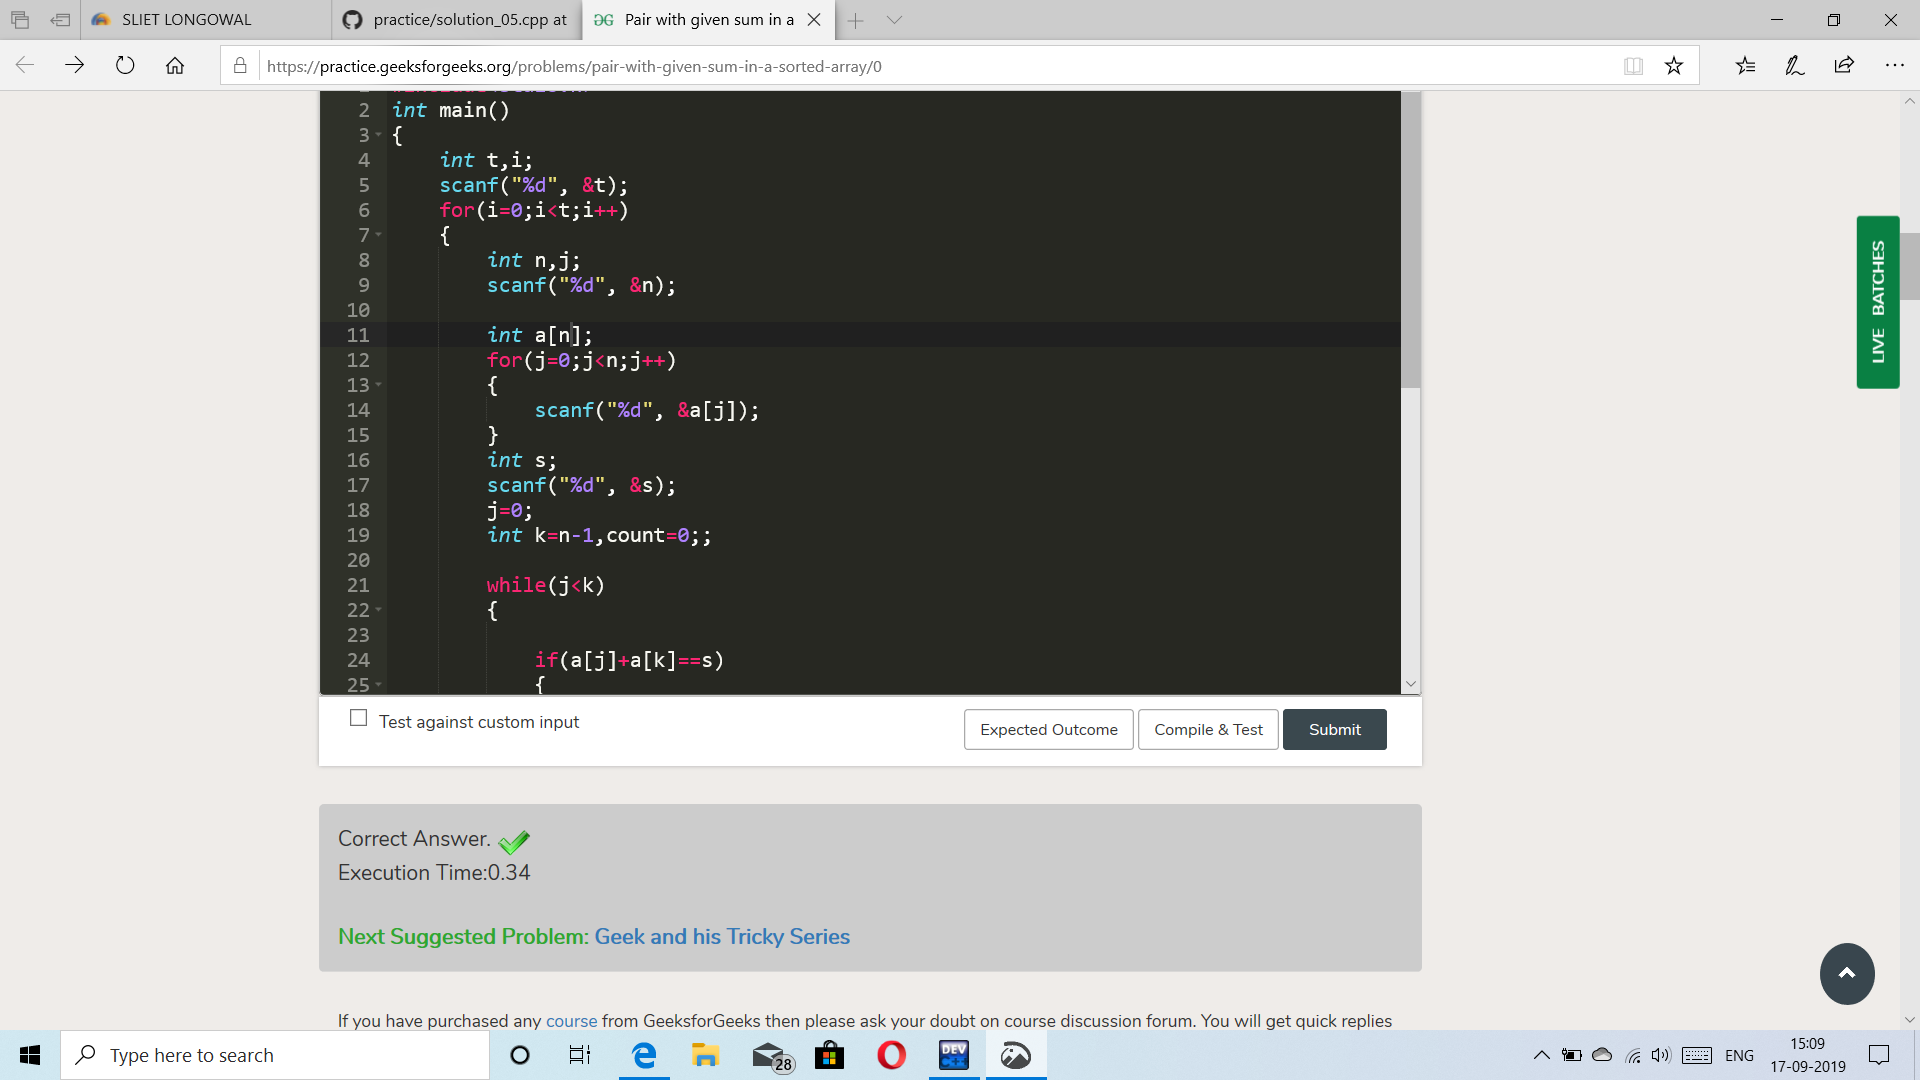 SLIET LONGOWAL
practice/solution_05.cpp at
Pair with given sum in a
https://practice.geeksforgeeks.org/problems/pair-with-given-sum-in-a-sorted-array/0
2 int main()
3 {
4 int t,i;
5 scanf("%d", &t);
6 for(i=0;i<t;i++)
7 {
8 int n,j;
9 scanf("%d", &n);
10
11 int a[n];
12 for(j=0;j<n;j++)
13 {
14 scanf("%d", &a[j]);
15 }
16 int s;
17 scanf("%d", &s);
18 j=0;
19 int k=n-1,count=0;;
20
21 while(j<k)
22 {
23
24 if(a[j]+a[k]==s)
25 {
LIVE BATCHES
Test against custom input
Expected Outcome
Compile & Test
Submit
Correct Answer.
Execution Time:0.34
Next Suggested Problem: Geek and his Tricky Series
If you have purchased any course from GeeksforGeeks then please ask your doubt on course discussion forum. You will get quick replies
Type here to search
28
DEV C++
ENG
15:09
17-09-2019